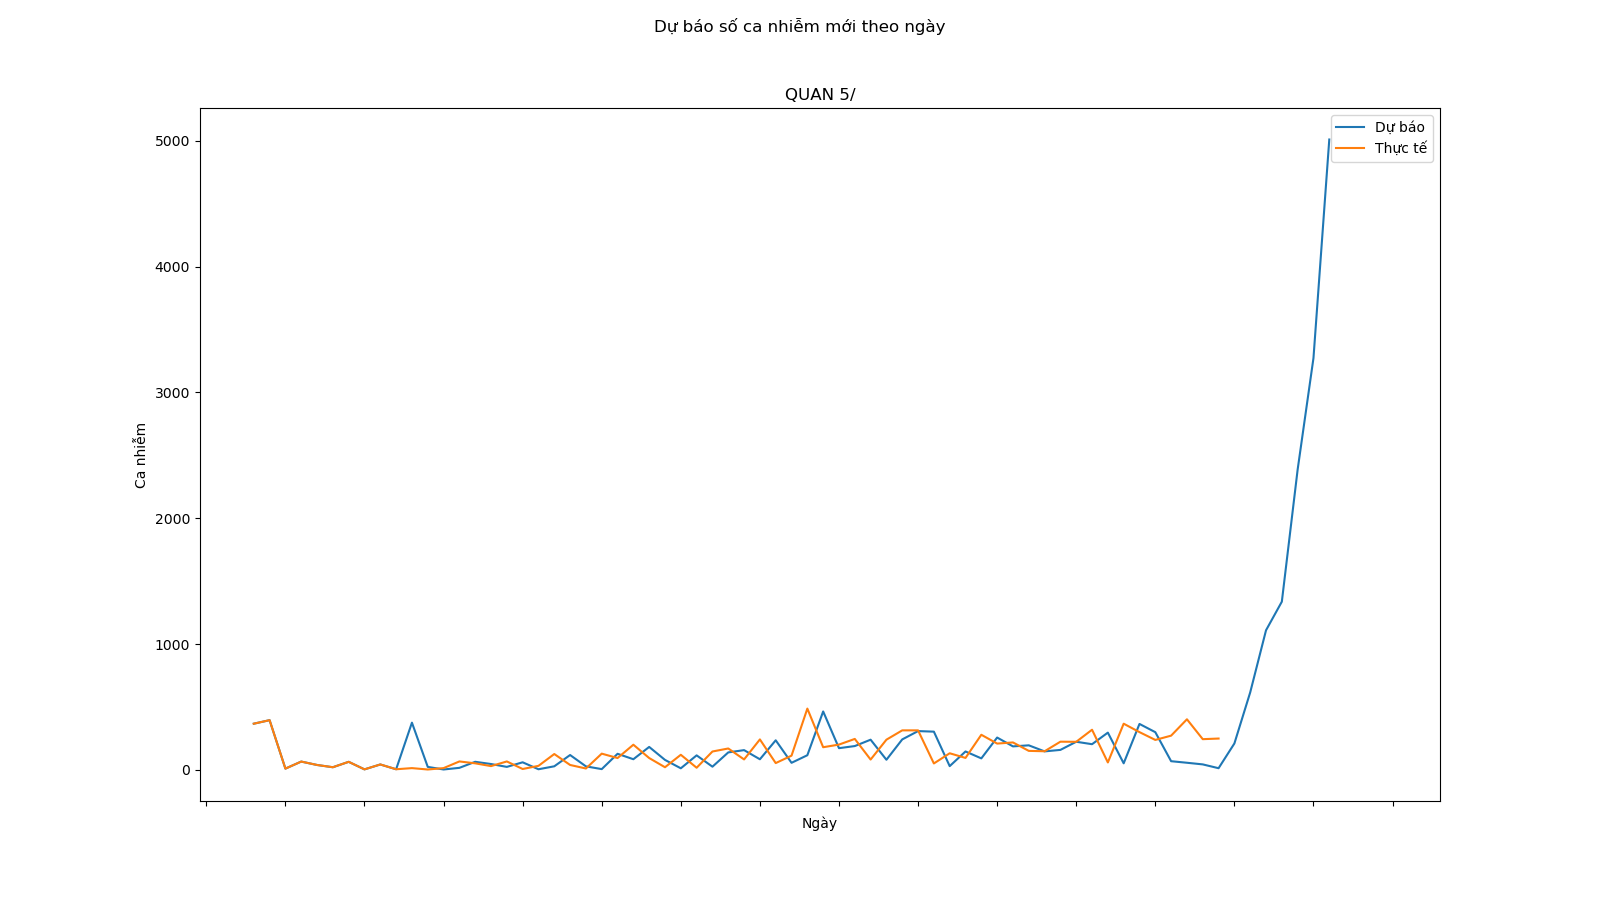 Dự báo số ca nhiễm mới theo ngày
QUAN 5/
Dự báo
Thực tế
5000
4000
3000
2000
1000
0
Ca nhiễm
Ngày